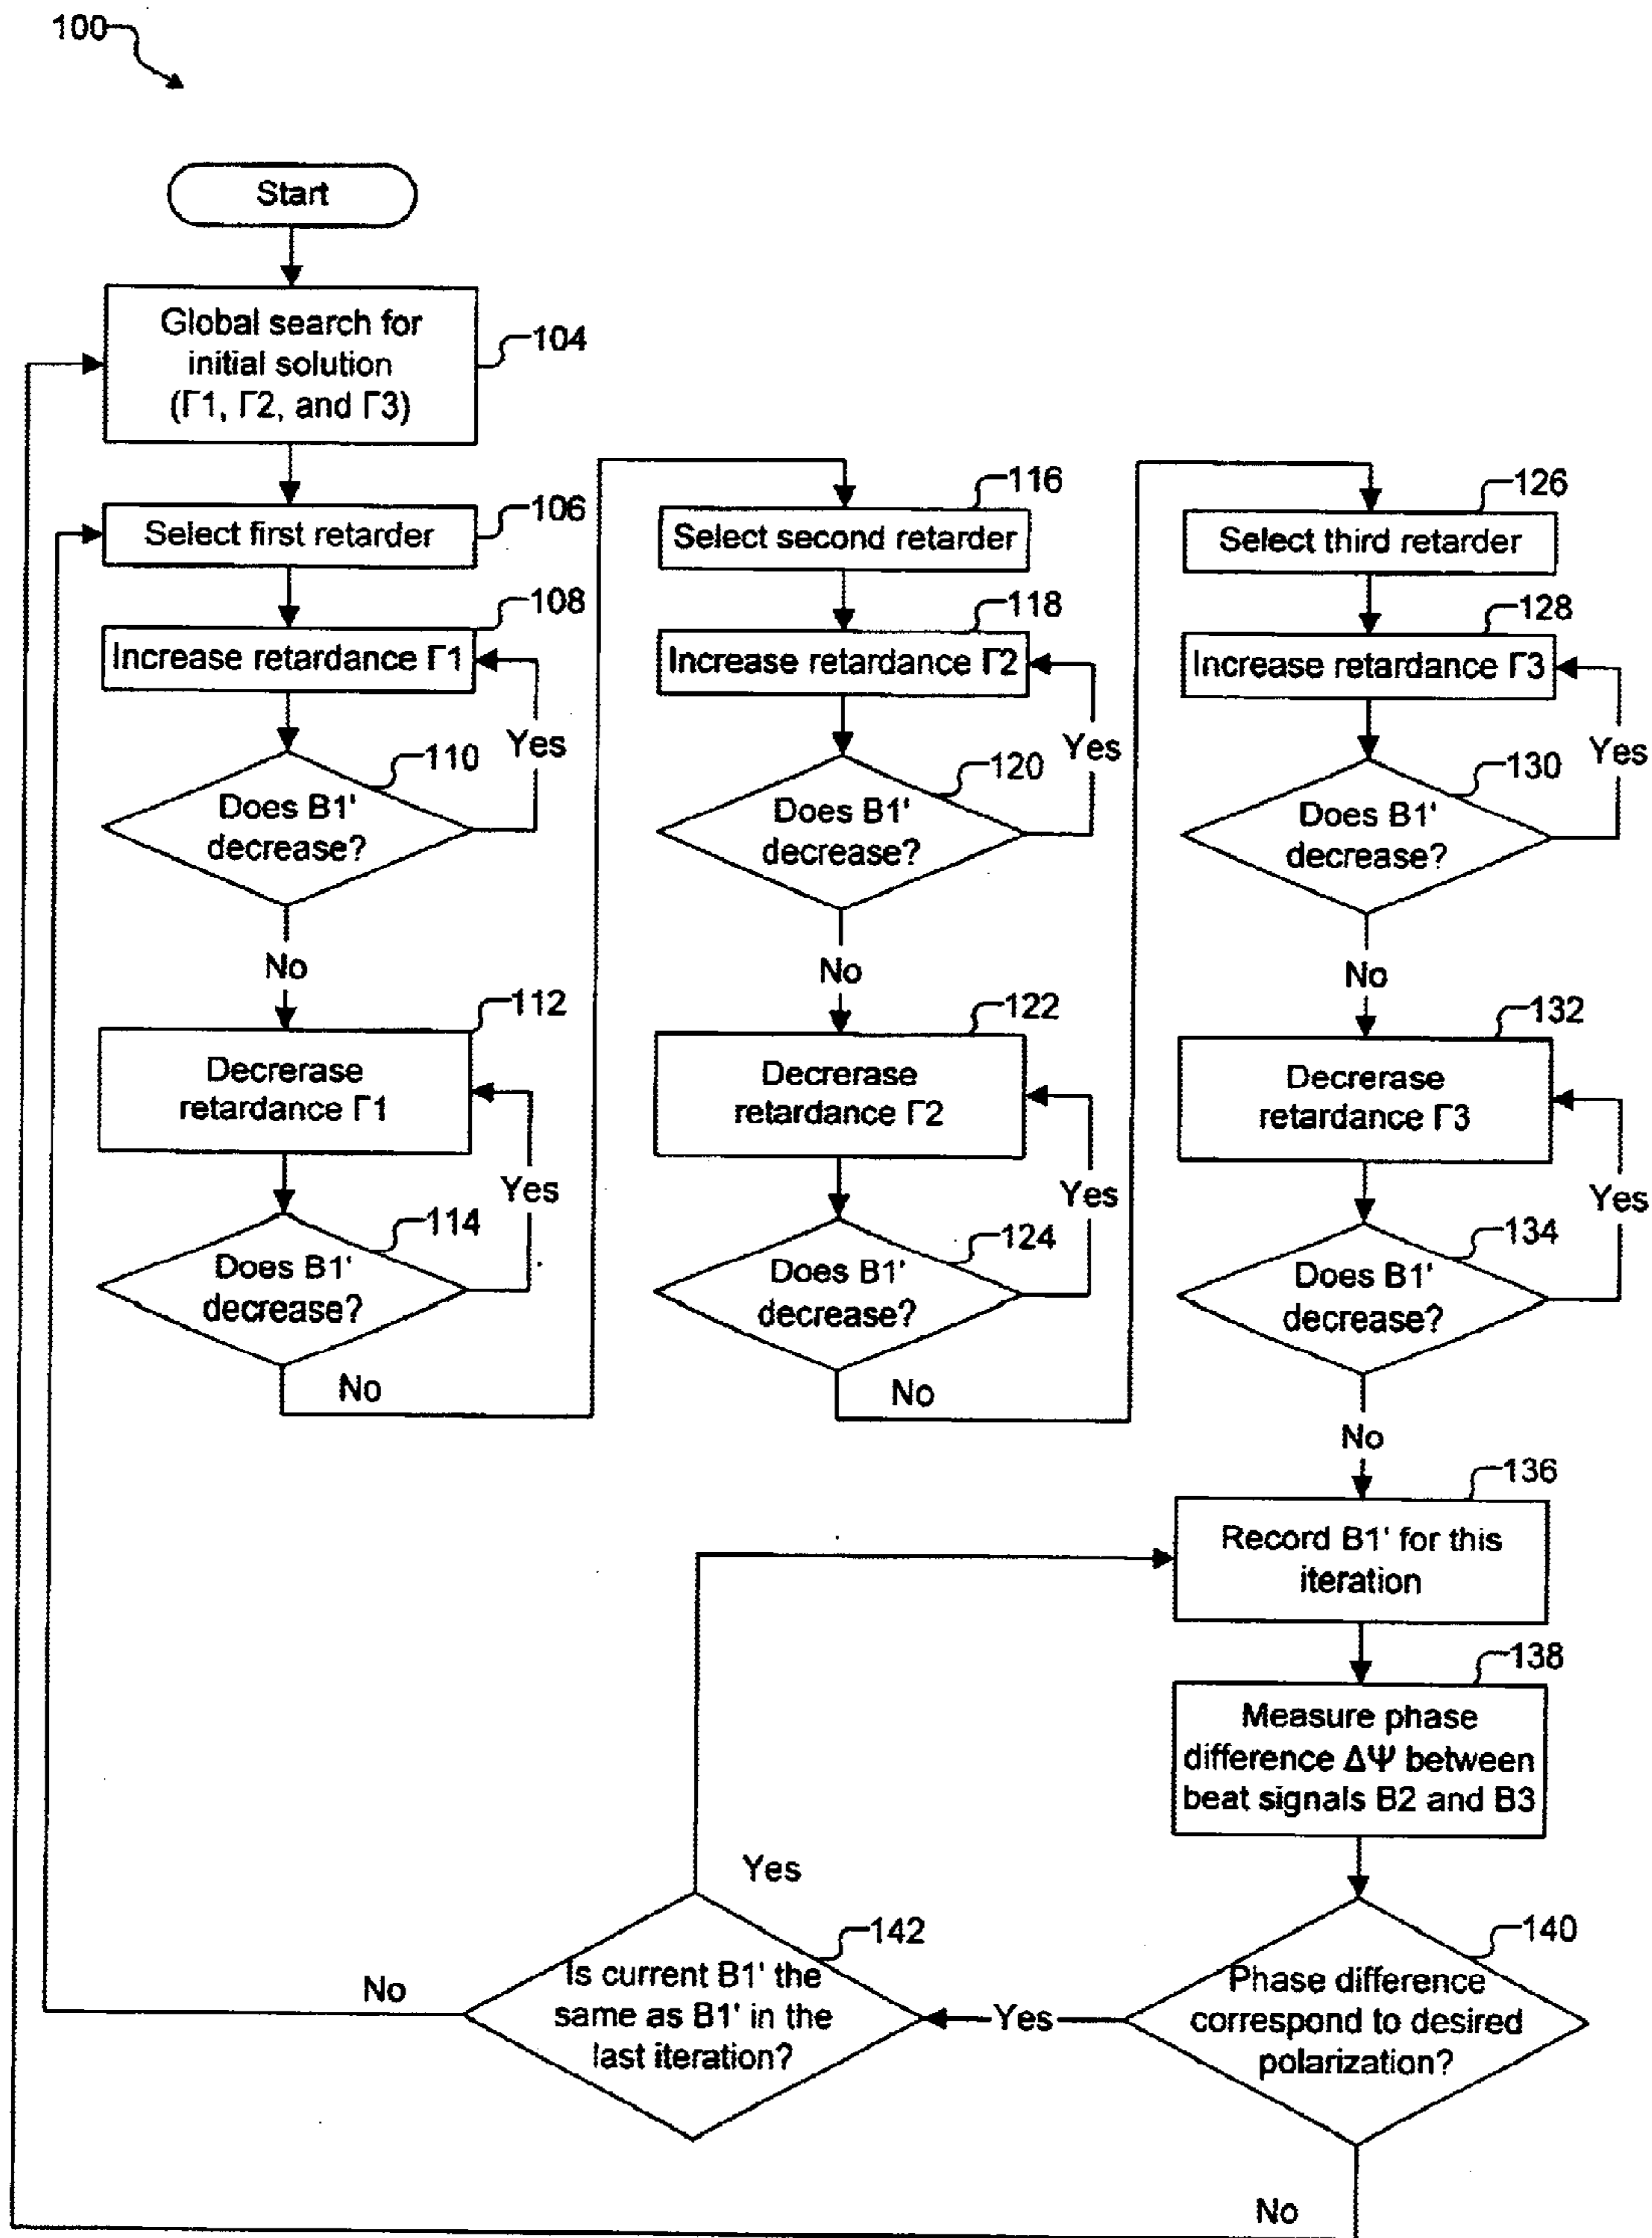 100
Start
Global search for
initial solution
(Γ1, Γ2, and Γ3)
104
Select first retarder
106
Increase retardance Γ1
108
Yes
Does B1'
decrease?
110
No
Decrerase
retardance Γ1
112
Yes
Does B1'
decrease?
114
No
Select second retarder
116
Increase retardance Γ2
118
Yes
Does B1'
decrease?
120
No
Decrerase
retardance Γ2
122
Yes
Does B1'
decrease?
124
No
Select third retarder
126
Increase retardance Γ3
128
Yes
Does B1'
decrease?
130
No
Decrerase
retardance Γ3
132
Yes
Does B1'
decrease?
134
No
Record B1' for this
iteration
136
Measure phase
difference ΔΨ between
beat signals B2 and B3
138
Phase difference
correspond to desired
polarization?
140
Yes
No
Is current B1' the
same as B1' in the
last iteration?
142
Yes
No